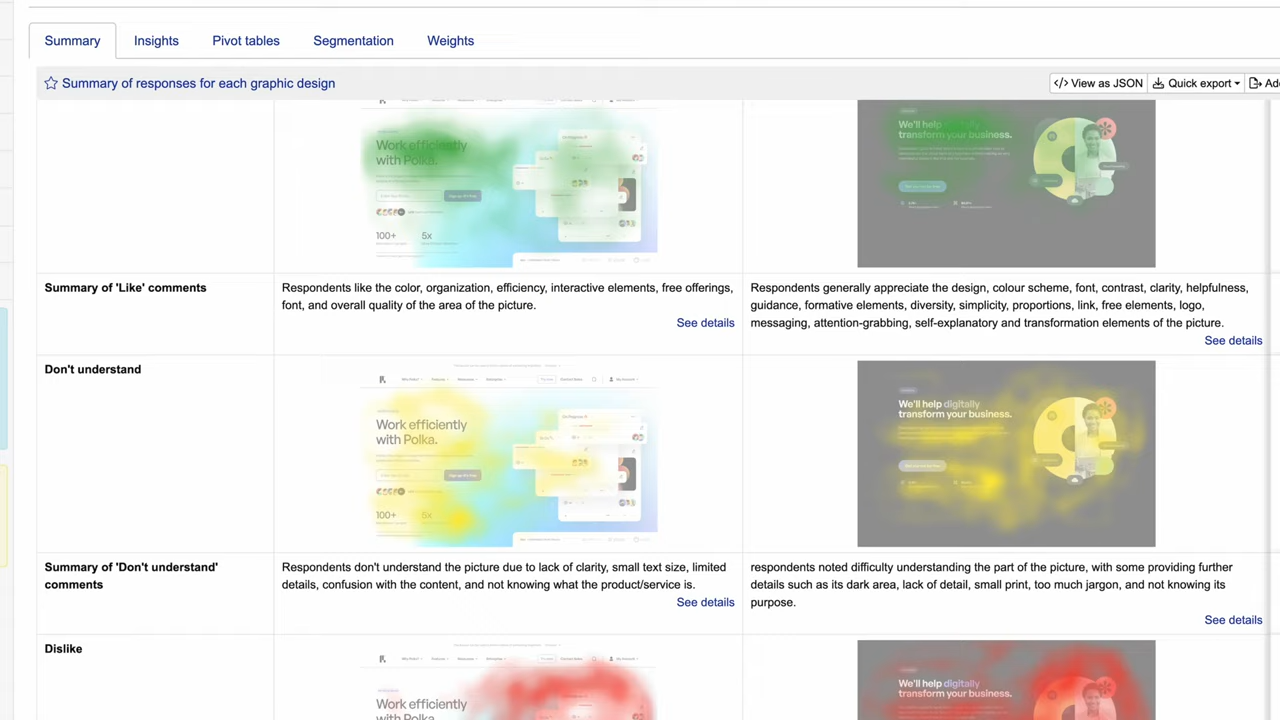 Summary Insights Pivot tables Segmentation Weights
Summary of responses for each graphic design
</> View as JSON Quick export
Work efficiently
with Polka.
100+ 5x
We'll help digitally
transform your business.
Summary of 'Like' comments
Respondents like the color, organization, efficiency, interactive elements, free offerings,
font, and overall quality of the area of the picture.
See details
Respondents generally appreciate the design, colour scheme, font, contrast, clarity, helpfulness,
guidance, formative elements, diversity, simplicity, proportions, link, free elements, logo,
messaging, attention-grabbing, self-explanatory and transformation elements of the picture.
See details
Don't understand
Work efficiently
with Polka.
100+ 5x
We'll help digitally
transform your business.
Summary of 'Don't understand'
comments
Respondents don't understand the picture due to lack of clarity, small text size, limited
details, confusion with the content, and not knowing what the product/service is.
See details
respondents noted difficulty understanding the part of the picture, with some providing further
details such as its dark area, lack of detail, small print, too much jargon, and not knowing its
purpose.
See details
Dislike
Work efficiently
with Polka.
We'll help digitally
transform your business.